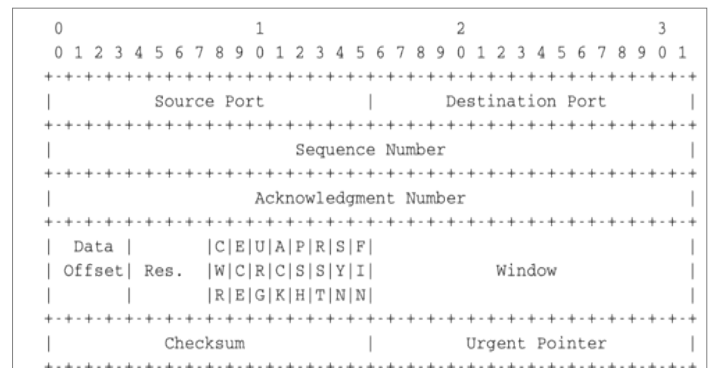 0                   1                   2                   3
0 1 2 3 4 5 6 7 8 9 0 1 2 3 4 5 6 7 8 9 0 1 2 3 4 5 6 7 8 9 0 1
+-+-+-+-+-+-+-+-+-+-+-+-+-+-+-+-+-+-+-+-+-+-+-+-+-+-+-+-+-+-+-+-+
| Source Port | Destination Port |
+-+-+-+-+-+-+-+-+-+-+-+-+-+-+-+-+-+-+-+-+-+-+-+-+-+-+-+-+-+-+-+-+
| Sequence Number |
+-+-+-+-+-+-+-+-+-+-+-+-+-+-+-+-+-+-+-+-+-+-+-+-+-+-+-+-+-+-+-+-+
| Acknowledgment Number |
+-+-+-+-+-+-+-+-+-+-+-+-+-+-+-+-+-+-+-+-+-+-+-+-+-+-+-+-+-+-+-+-+
| Data | |C|E|U|A|P|R|S|F| |
| Offset| Res. |W|C|R|C|S|S|Y|I| Window |
| | |R|E|G|K|H|T|N|N| |
+-+-+-+-+-+-+-+-+-+-+-+-+-+-+-+-+-+-+-+-+-+-+-+-+-+-+-+-+-+-+-+-+
| Checksum | Urgent Pointer |
+-+-+-+-+-+-+-+-+-+-+-+-+-+-+-+-+-+-+-+-+-+-+-+-+-+-+-+-+-+-+-+-+